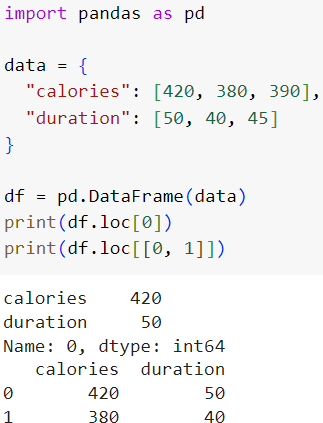 import pandas as pd

data = {
  "calories": [420, 380, 390],
  "duration": [50, 40, 45]
}

df = pd.DataFrame(data)
print(df.loc[0])
print(df.loc[[0, 1]])

calories    420
duration     50
Name: 0, dtype: int64
   calories  duration
0       420        50
1       380        40